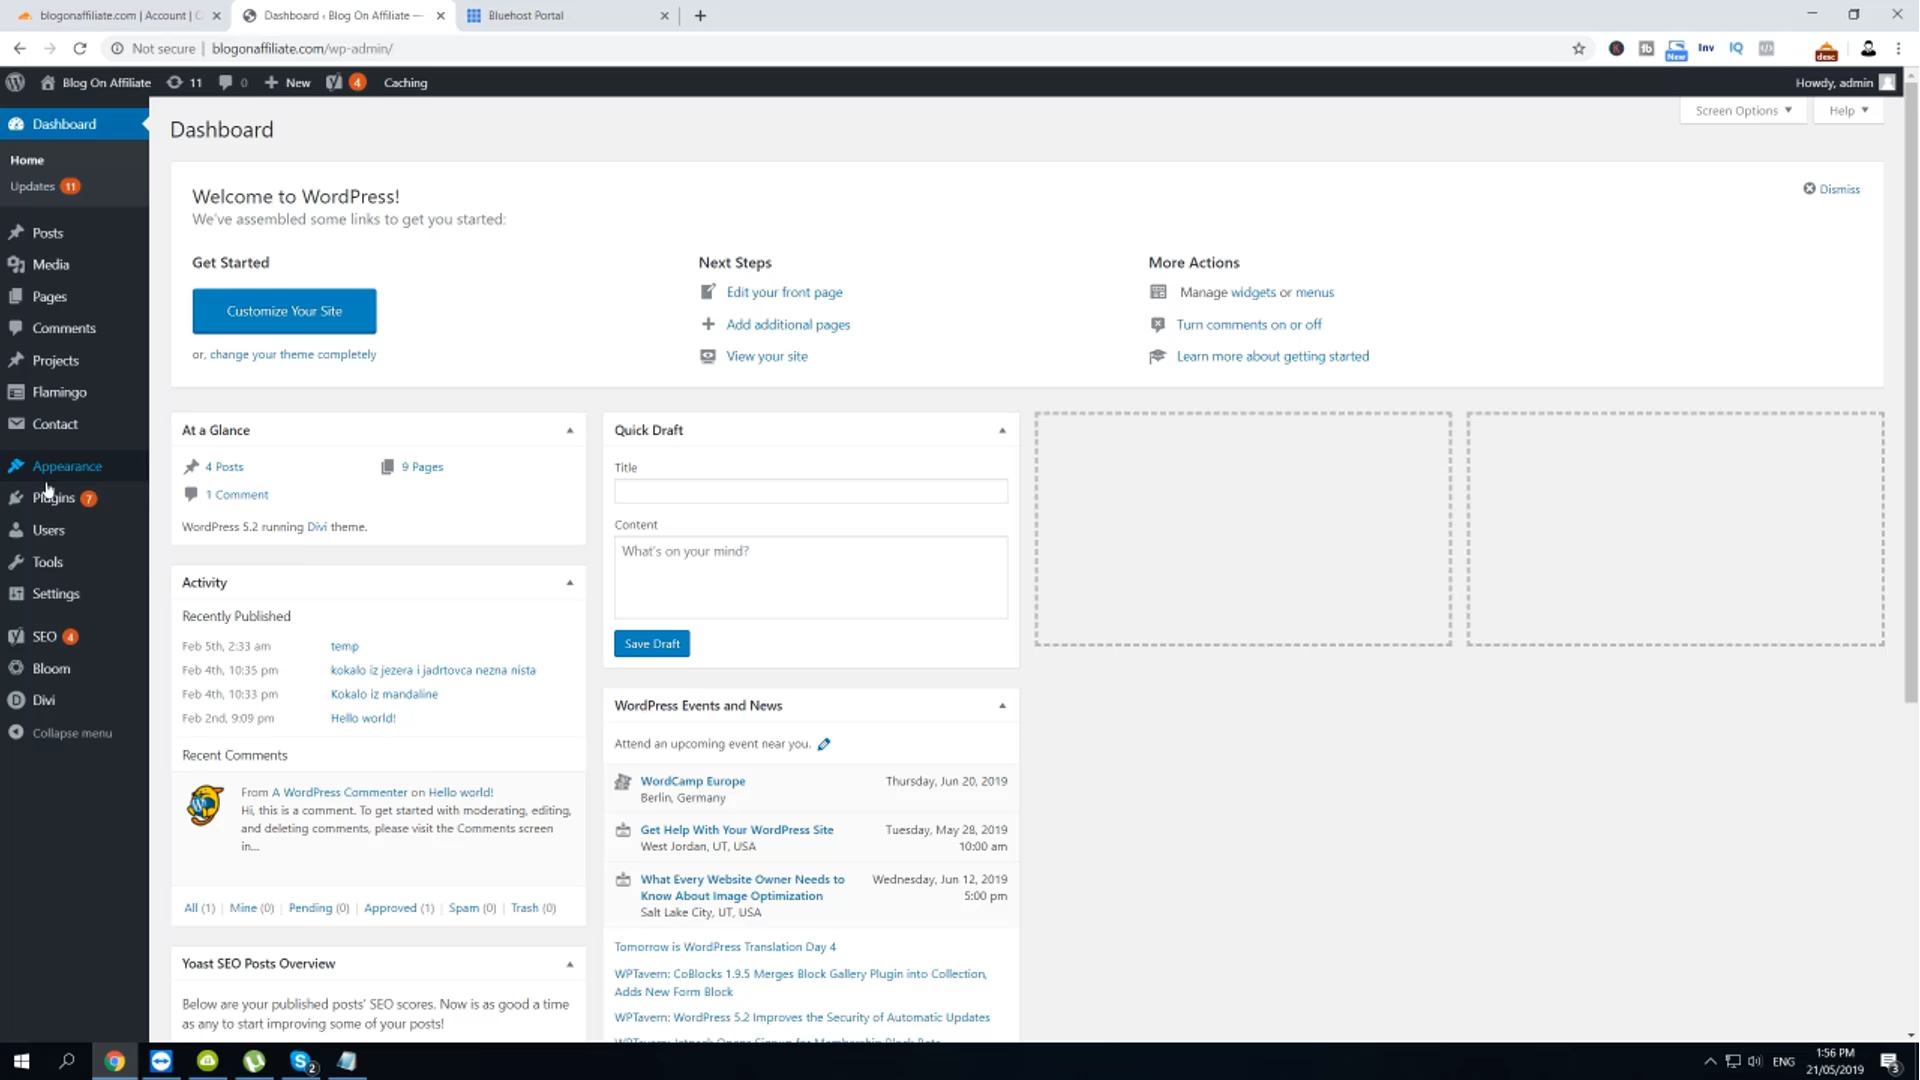 blogonaffiliate.com | Account | C
Dashboard ‹ Blog On Affiliate —
Bluehost Portal
Not secure | blogonaffiliate.com/wp-admin/
New
Inv
IQ
desc
Blog On Affiliate
11
0
New
4
Caching
Howdy, admin
Dashboard
Home
Updates 11
Posts
Media
Pages
Comments
Projects
Flamingo
Contact
Appearance
Plugins 7
Users
Tools
Settings
SEO 4
Bloom
Divi
Collapse menu
Dashboard
Screen Options
Help
Welcome to WordPress!
We've assembled some links to get you started:
Dismiss
Get Started
Customize Your Site
or, change your theme completely
Next Steps
Edit your front page
Add additional pages
View your site
More Actions
Manage widgets or menus
Turn comments on or off
Learn more about getting started
At a Glance
4 Posts
9 Pages
1 Comment
WordPress 5.2 running Divi theme.
Activity
Recently Published
Feb 5th, 2:33 am temp
Feb 4th, 10:35 pm kokalo iz jezera i jadrtovca nezna nista
Feb 4th, 10:33 pm Kokalo iz mandaline
Feb 2nd, 9:09 pm Hello world!
Recent Comments
From A WordPress Commenter on Hello world!
Hi, this is a comment. To get started with moderating, editing,
and deleting comments, please visit the Comments screen
in...
All (1) | Mine (0) | Pending (0) | Approved (1) | Spam (0) | Trash (0)
Yoast SEO Posts Overview
Below are your published posts' SEO scores. Now is as good a time
as any to start improving some of your posts!
Quick Draft
Title
Content
What's on your mind?
Save Draft
WordPress Events and News
Attend an upcoming event near you.
WordCamp Europe Thursday, Jun 20, 2019
Berlin, Germany
Get Help With Your WordPress Site Tuesday, May 28, 2019
West Jordan, UT, USA 10:00 am
What Every Website Owner Needs to Wednesday, Jun 12, 2019
Know About Image Optimization 5:00 pm
Salt Lake City, UT, USA
Tomorrow is WordPress Translation Day 4
WPTavern: CoBlocks 1.9.5 Merges Block Gallery Plugin into Collection,
Adds New Form Block
WPTavern: WordPress 5.2 Improves the Security of Automatic Updates
2
ENG
1:56 PM
21/05/2019
3